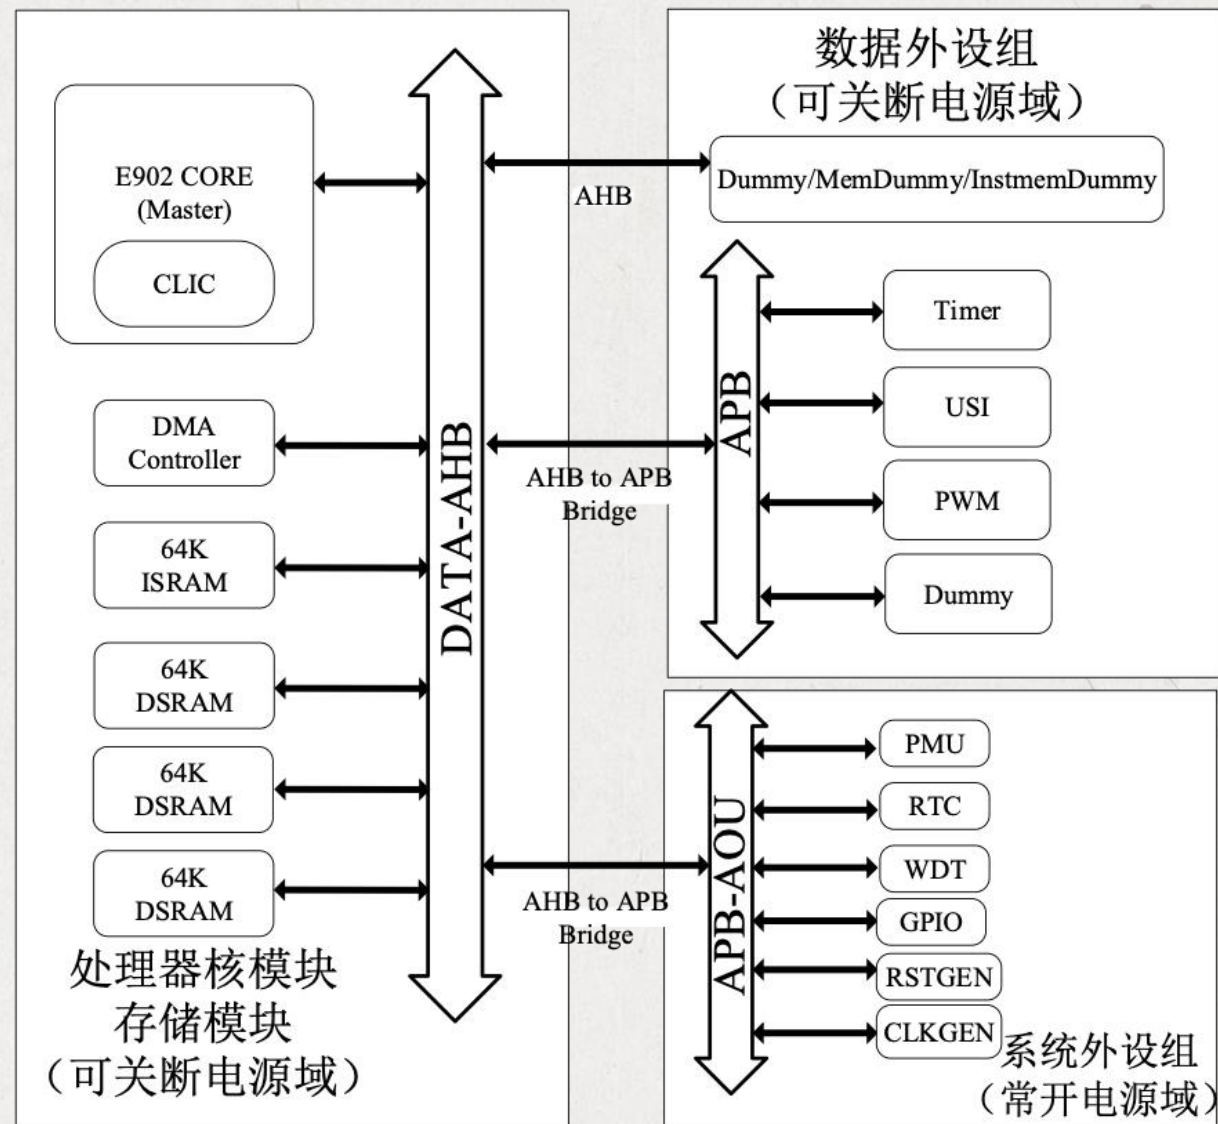 E902 CORE
(Master)
CLIC
DMA
Controller
64K
ISRAM
64K
DSRAM
64K
DSRAM
64K
DSRAM
处理器核模块
存储模块
（可关断电源域）
DATA-AHB
AHB
AHB to APB
Bridge
AHB to APB
Bridge
数据外设组
（可关断电源域）
Dummy/MemDummy/InstmemDummy
APB
Timer
USI
PWM
Dummy
APB-AOU
PMU
RTC
WDT
GPIO
RSTGEN
CLKGEN
系统外设组
（常开电源域）